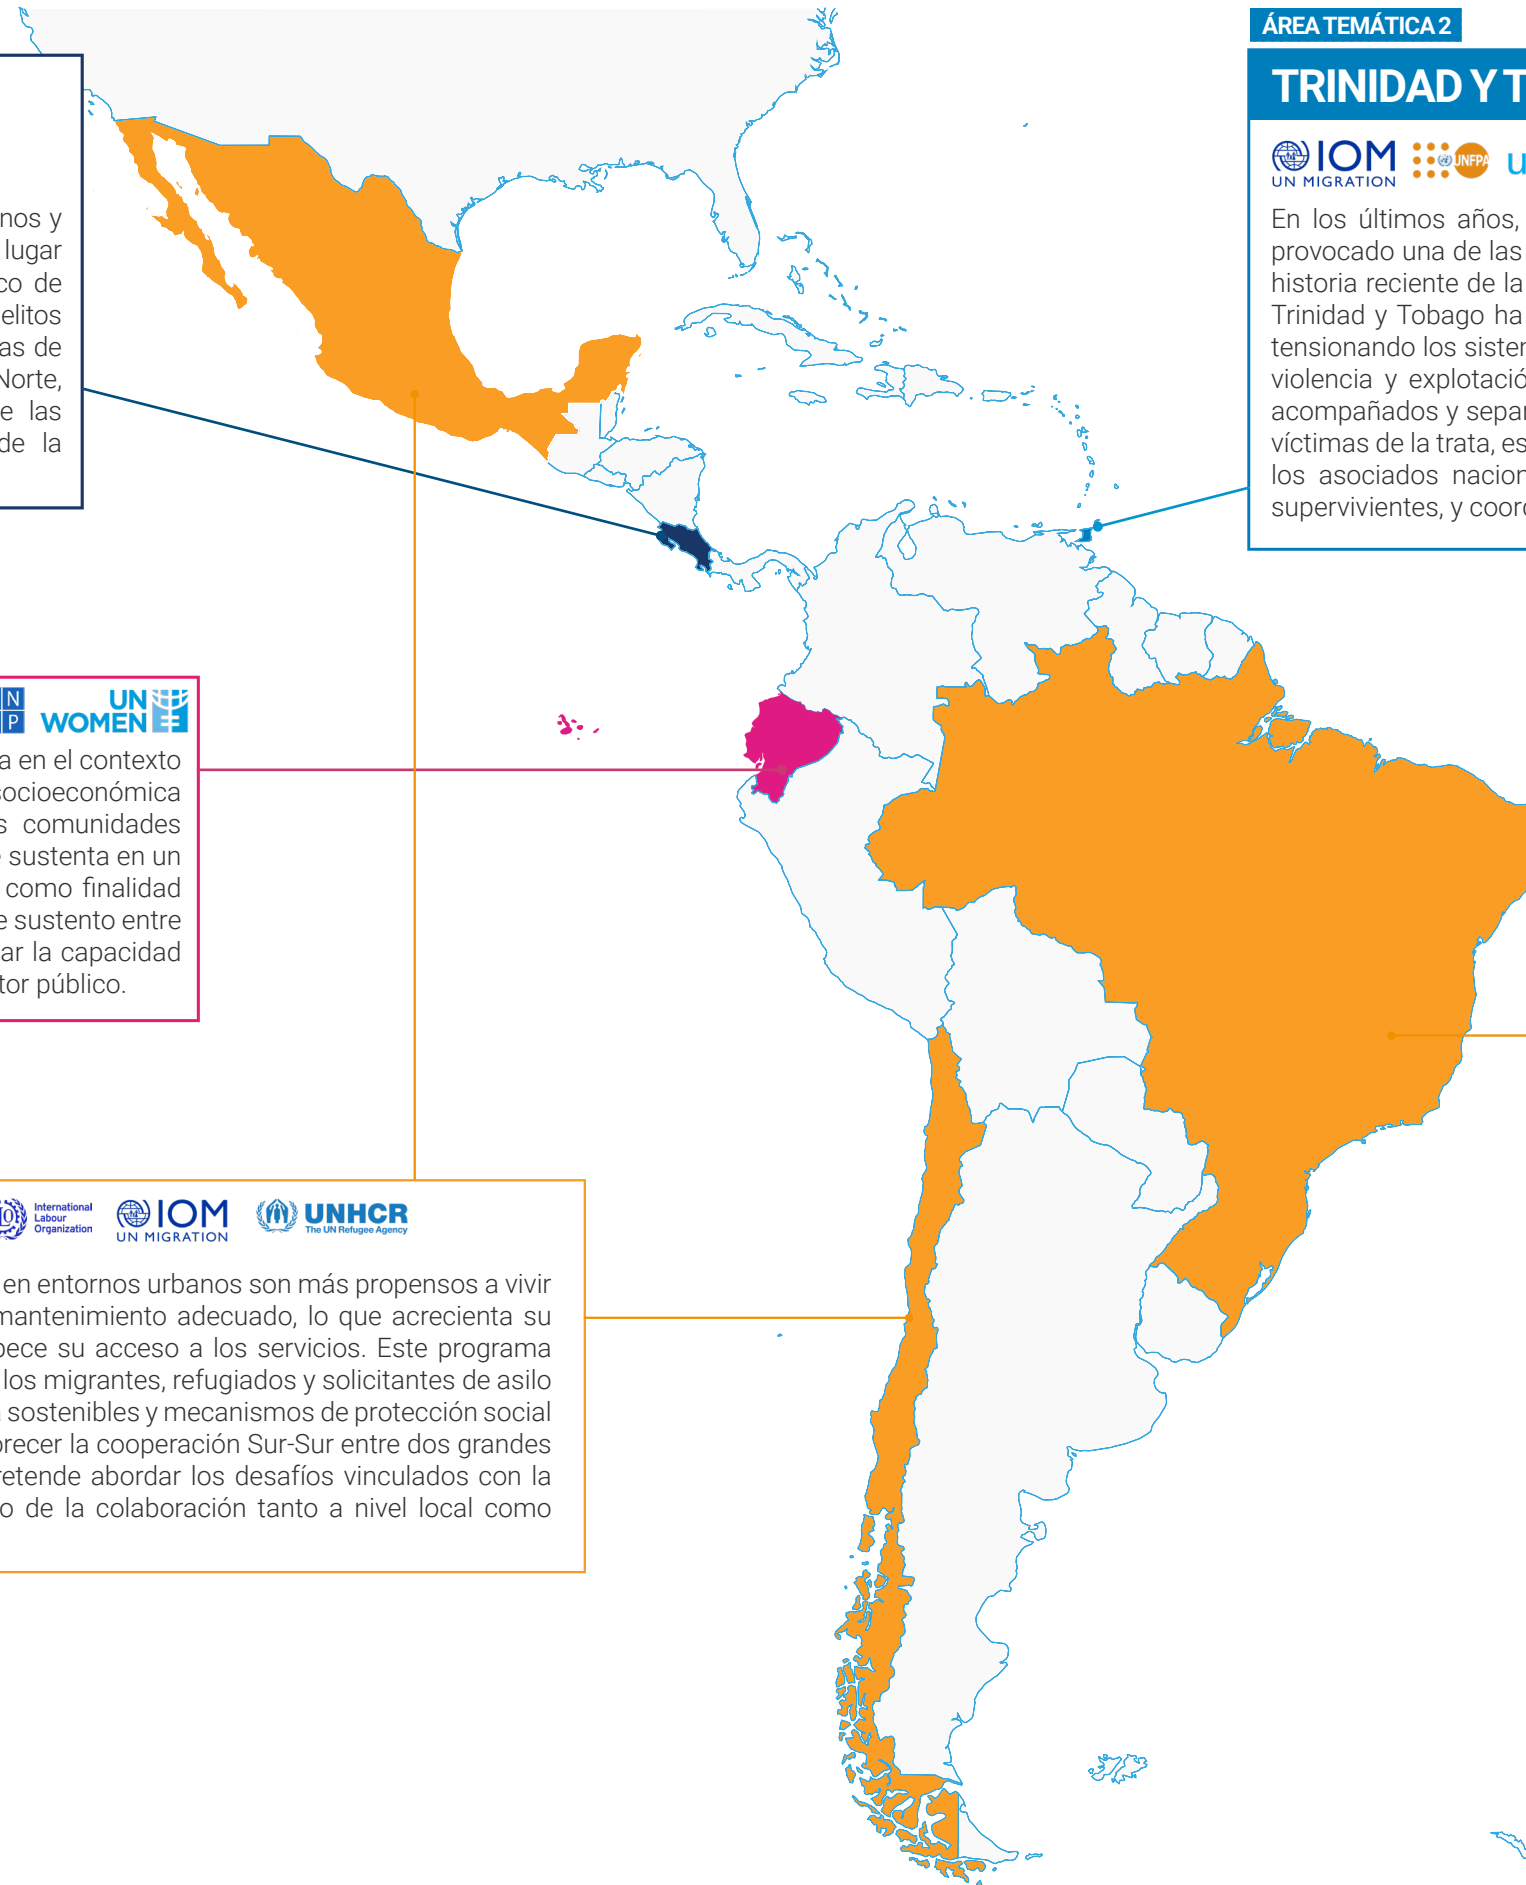 ÁREA TEMÁTICA 2
TRINIDAD Y T
IOM
UN MIGRATION
UNFPA
u
En los últimos años,
provocado una de las
historia reciente de la
Trinidad y Tobago ha
tensionando los sister
violencia y explotació
acompañados y separ
víctimas de la trata, es
los asociados nacion
supervivientes, y coord
nos y
lugar
co de
elitos
as de
Norte,
e las
de la
N
P
UN
WOMEN
a en el contexto
socioeconómica
s comunidades
e sustenta en un
como finalidad
e sustento entre
ar la capacidad
tor público.
International
Labour
Organization
IOM
UN MIGRATION
UNHCR
The UN Refugee Agency
en entornos urbanos son más propensos a vivir
mantenimiento adecuado, lo que acrecienta su
pece su acceso a los servicios. Este programa
los migrantes, refugiados y solicitantes de asilo
a sostenibles y mecanismos de protección social
orecer la cooperación Sur-Sur entre dos grandes
retende abordar los desafíos vinculados con la
o de la colaboración tanto a nivel local como